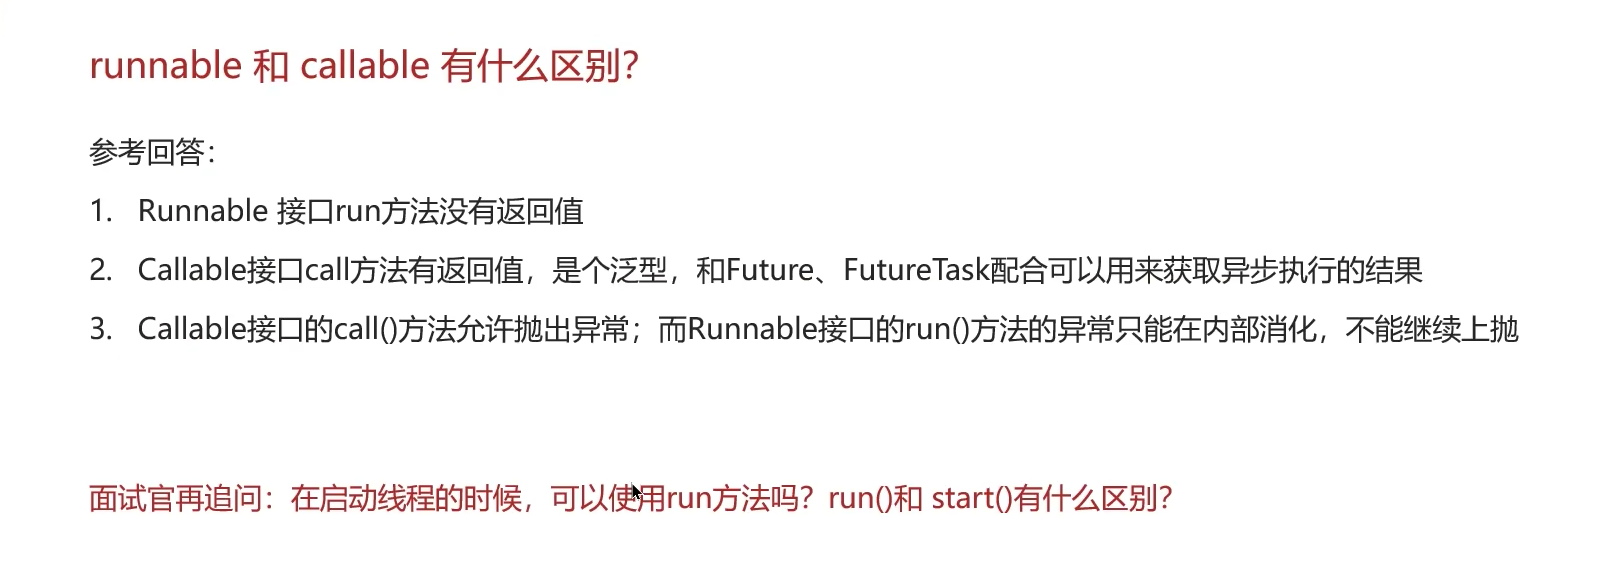 runnable 和 callable 有什么区别？
参考回答：
1. Runnable 接口run方法没有返回值
2. Callable接口call方法有返回值，是个泛型，和Future、FutureTask配合可以用来获取异步执行的结果
3. Callable接口的call()方法允许抛出异常；而Runnable接口的run()方法的异常只能在内部消化，不能继续上抛
面试官再追问：在启动线程的时候，可以使用run方法吗？run()和 start()有什么区别？